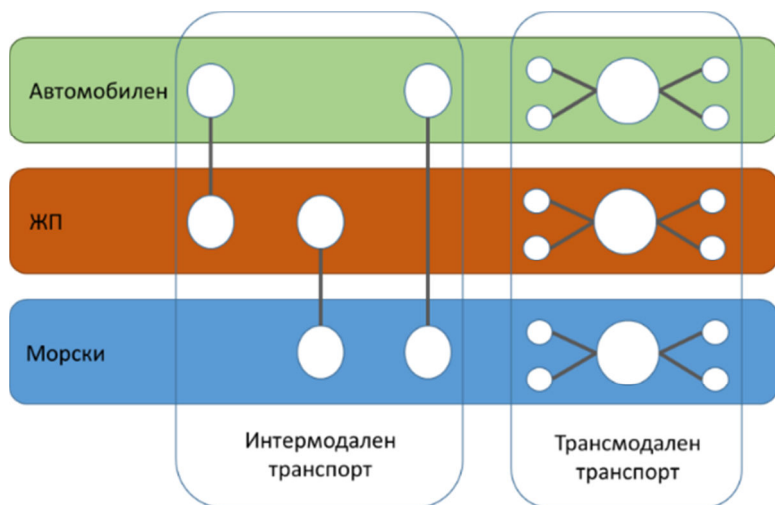 Автомобилен
ЖП
Морски
Интермодален
транспорт
Трансмодален
транспорт